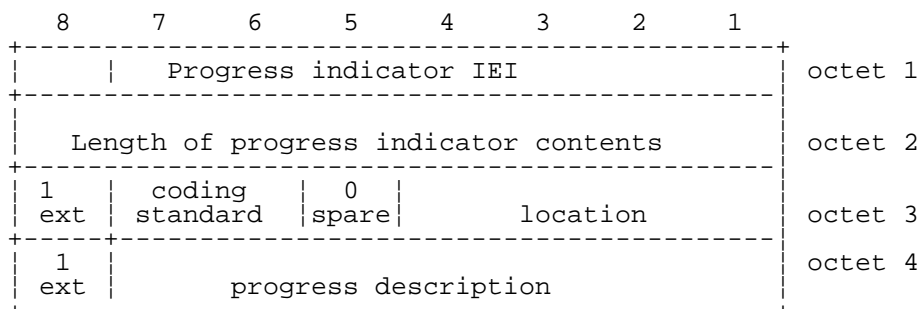 8 7 6 5 4 3 2 1
Progress indicator IEI octet 1
Length of progress indicator contents octet 2
1 coding 0
ext standard spare location octet 3
1 octet 4
ext progress description